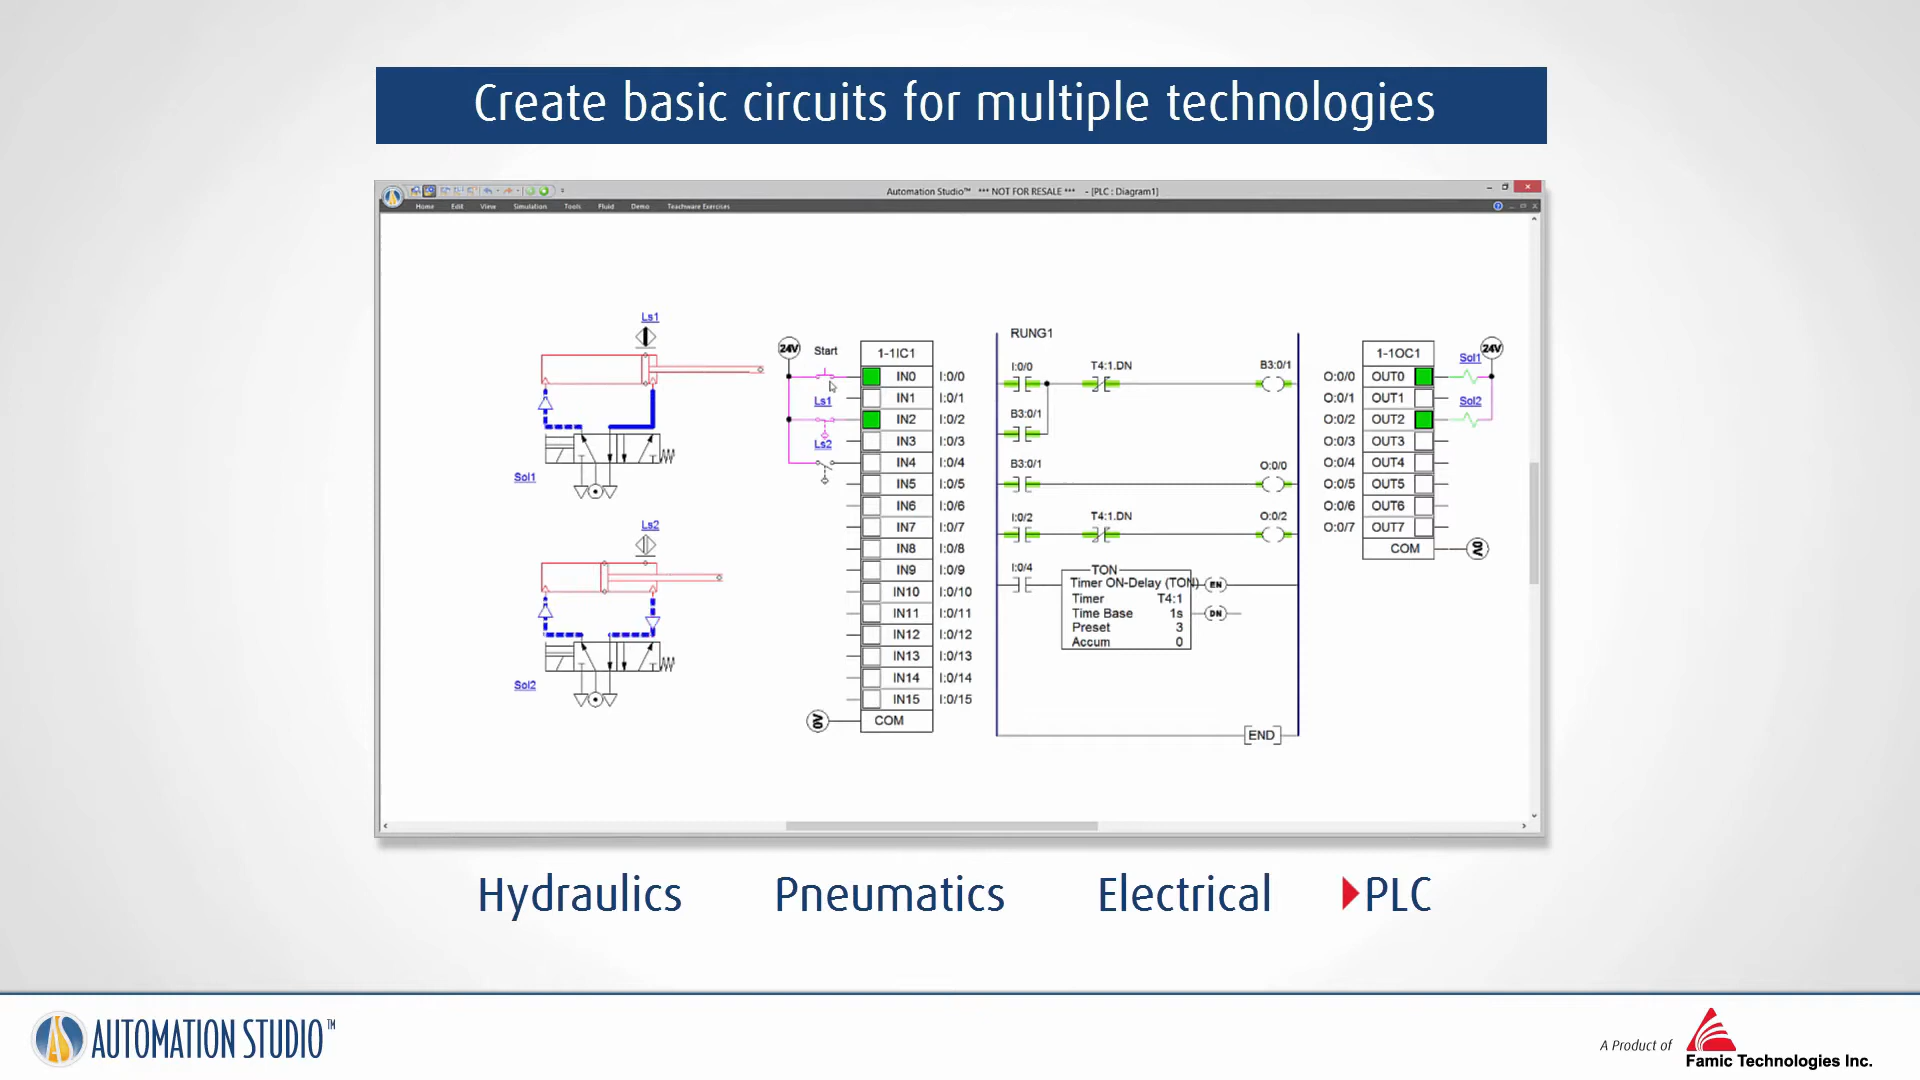 Create basic circuits for multiple technologies
Automation Studio™ *** NOT FOR RESALE *** - [PLC : Diagram1]
Home Edit View Simulation Tools Fluid Demo Teachware Exercises
Ls1
Sol1
Ls2
Sol2
24V Start
Ls1
Ls2
1-1IC1
IN0 I:0/0
IN1 I:0/1
IN2 I:0/2
IN3 I:0/3
IN4 I:0/4
IN5 I:0/5
IN6 I:0/6
IN7 I:0/7
IN8 I:0/8
IN9 I:0/9
IN10 I:0/10
IN11 I:0/11
IN12 I:0/12
IN13 I:0/13
IN14 I:0/14
IN15 I:0/15
0V COM
RUNG1
I:0/0 T4:1.DN B3:0/1
B3:0/1
B3:0/1 O:0/0
I:0/2 T4:1.DN O:0/2
I:0/4
TON
Timer ON-Delay (TON) EN
Timer T4:1
Time Base 1s DN
Preset 3
Accum 0
END
1-1OC1
24V
Sol1
Sol2
O:0/0 OUT0
O:0/1 OUT1
O:0/2 OUT2
O:0/3 OUT3
O:0/4 OUT4
O:0/5 OUT5
O:0/6 OUT6
O:0/7 OUT7
COM 0V
Hydraulics Pneumatics Electrical PLC
AUTOMATION STUDIO™
A Product of
Famic Technologies Inc.